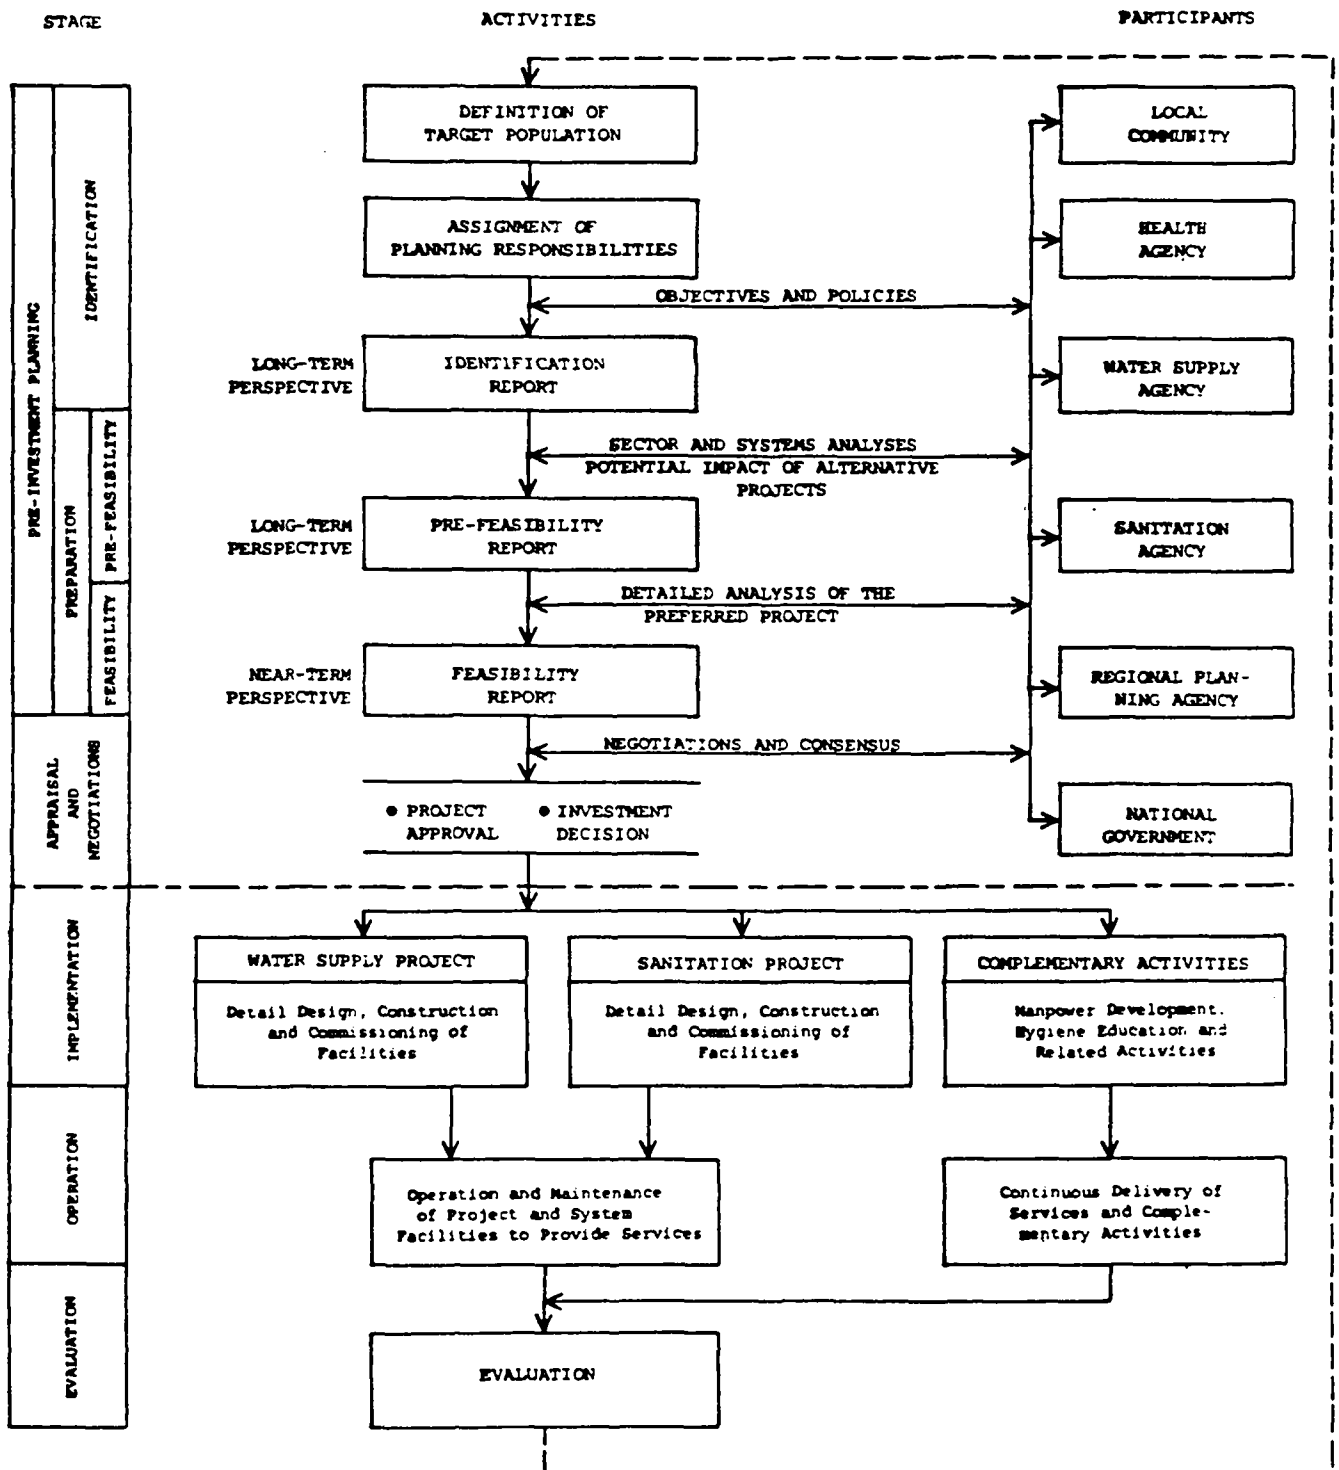 STAGE
ACTIVITIES
PARTICIPANTS
PRE-INVESTMENT PLANNING
IDENTIFICATION
PREPARATION
PRE-FEASIBILITY
FEASIBILITY
APPRAISAL
AND
NEGOTIATIONS
IMPLEMENTATION
OPERATION
EVALUATION
DEFINITION OF
TARGET POPULATION
ASSIGNMENT OF
PLANNING RESPONSIBILITIES
OBJECTIVES AND POLICIES
LONG-TERM
PERSPECTIVE
IDENTIFICATION
REPORT
SECTOR AND SYSTEMS ANALYSES
POTENTIAL IMPACT OF ALTERNATIVE
PROJECTS
LONG-TERM
PERSPECTIVE
PRE-FEASIBILITY
REPORT
DETAILED ANALYSIS OF THE
PREFERRED PROJECT
NEAR-TERM
PERSPECTIVE
FEASIBILITY
REPORT
NEGOTIATIONS AND CONSENSUS
● PROJECT
APPROVAL
● INVESTMENT
DECISION
LOCAL
COMMUNITY
HEALTH
AGENCY
WATER SUPPLY
AGENCY
SANITATION
AGENCY
REGIONAL PLAN-
NING AGENCY
NATIONAL
GOVERNMENT
WATER SUPPLY PROJECT
Detail Design, Construction
and Commissioning of
Facilities
SANITATION PROJECT
Detail Design, Construction
and Commissioning of
Facilities
COMPLEMENTARY ACTIVITIES
Manpower Development.
Hygiene Education and
Related Activities
Operation and Maintenance
of Project and System
Facilities to Provide Services
Continuous Delivery of
Services and Comple-
mentary Activities
EVALUATION